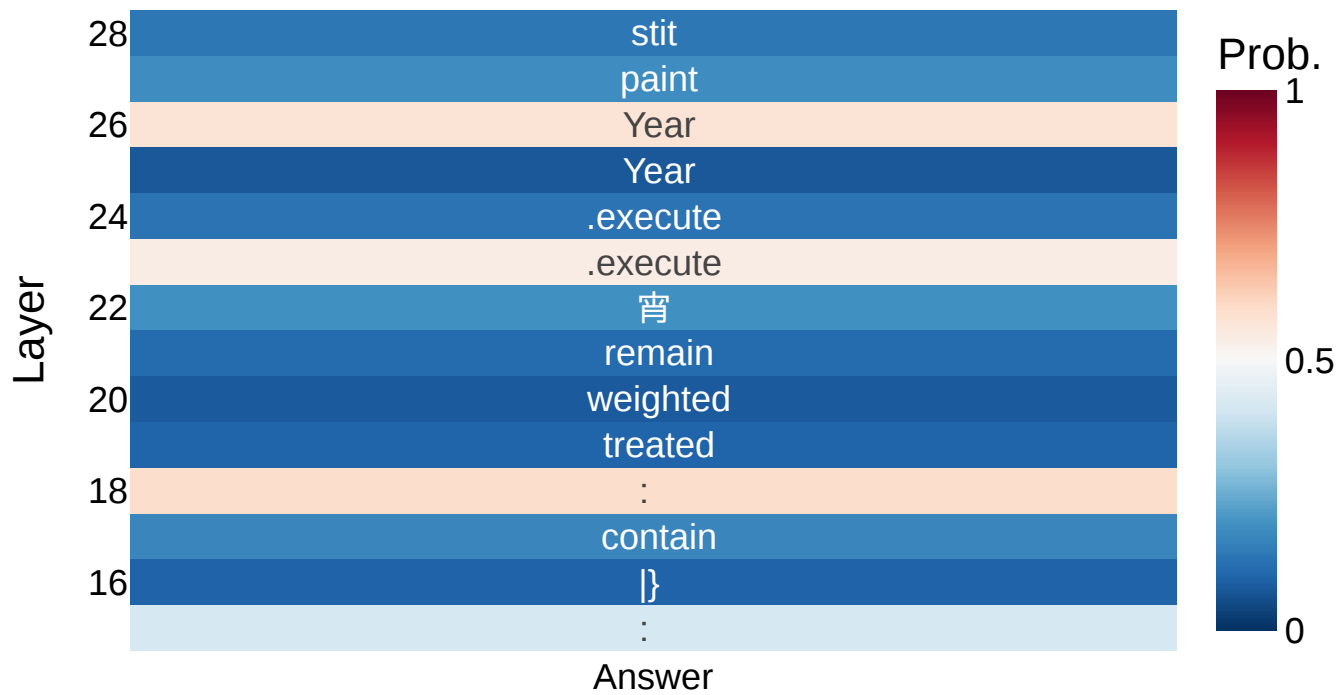 28 stit
paint
Prob.
1
26 Year
Year
24 .execute
.execute
22 宵
remain
20 weighted
treated
18 :
contain
16 |}
:
Layer
0.5
0
Answer